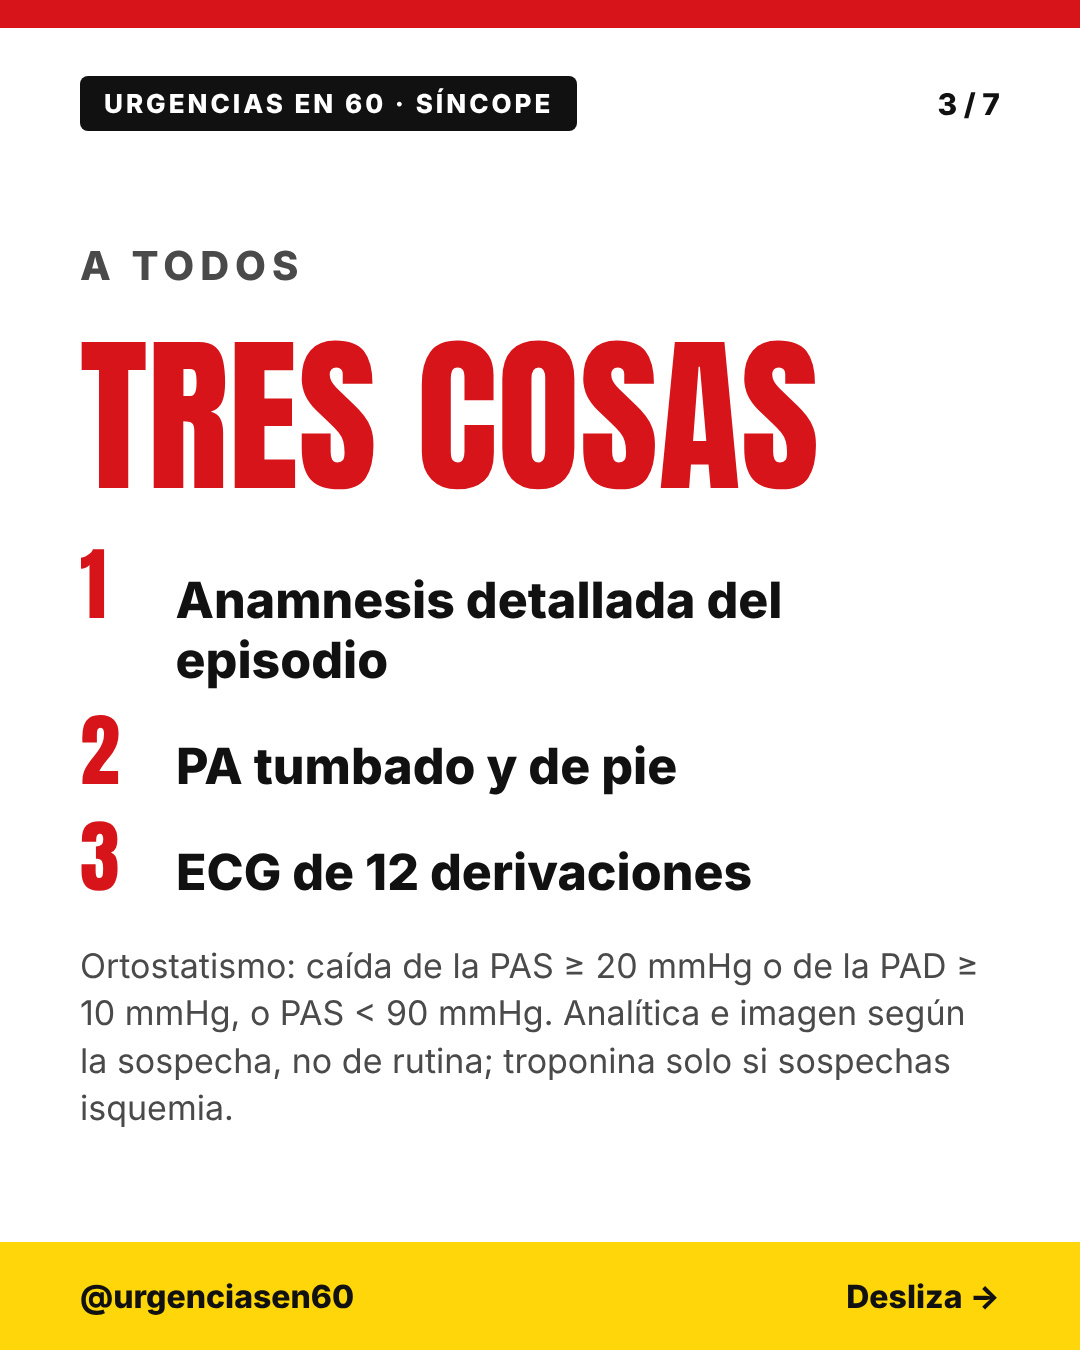 URGENCIAS EN 60 · SÍNCOPE
3 / 7
A TODOS
TRES COSAS
1 Anamnesis detallada del
episodio
2 PA tumbado y de pie
3 ECG de 12 derivaciones
Ortostatismo: caída de la PAS ≥ 20 mmHg o de la PAD ≥
10 mmHg, o PAS < 90 mmHg. Analítica e imagen según
la sospecha, no de rutina; troponina solo si sospechas
isquemia.
@urgenciasen60
Desliza →